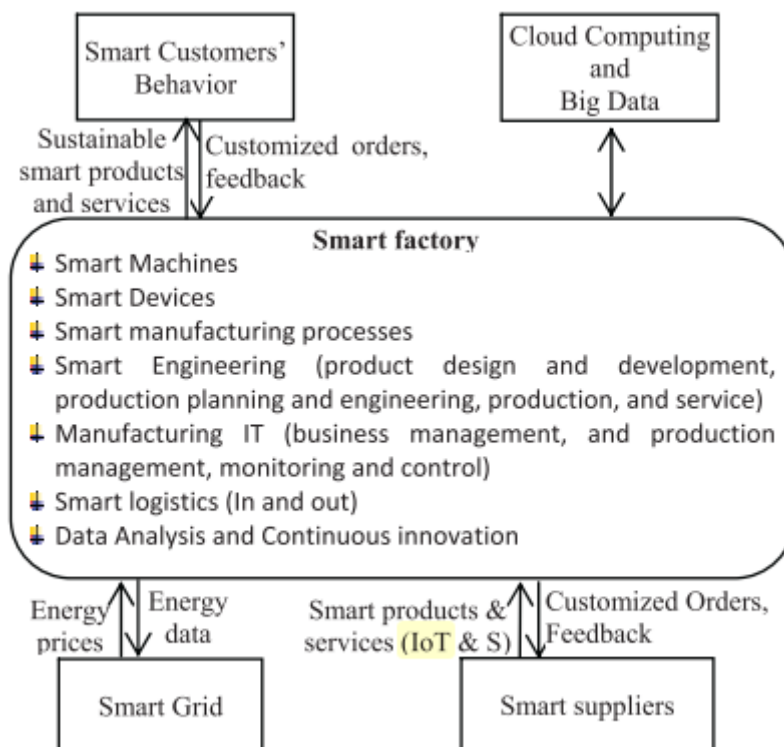 Smart Customers'
Behavior
Cloud Computing
and
Big Data
Sustainable
smart products
and services
Customized orders,
feedback
Smart factory
Smart Machines
Smart Devices
Smart manufacturing processes
Smart Engineering (product design and development,
production planning and engineering, production, and service)
Manufacturing IT (business management, and production
management, monitoring and control)
Smart logistics (In and out)
Data Analysis and Continuous innovation
Energy
prices
Energy
data
Smart products &
services (IoT & S)
Customized Orders,
Feedback
Smart Grid
Smart suppliers